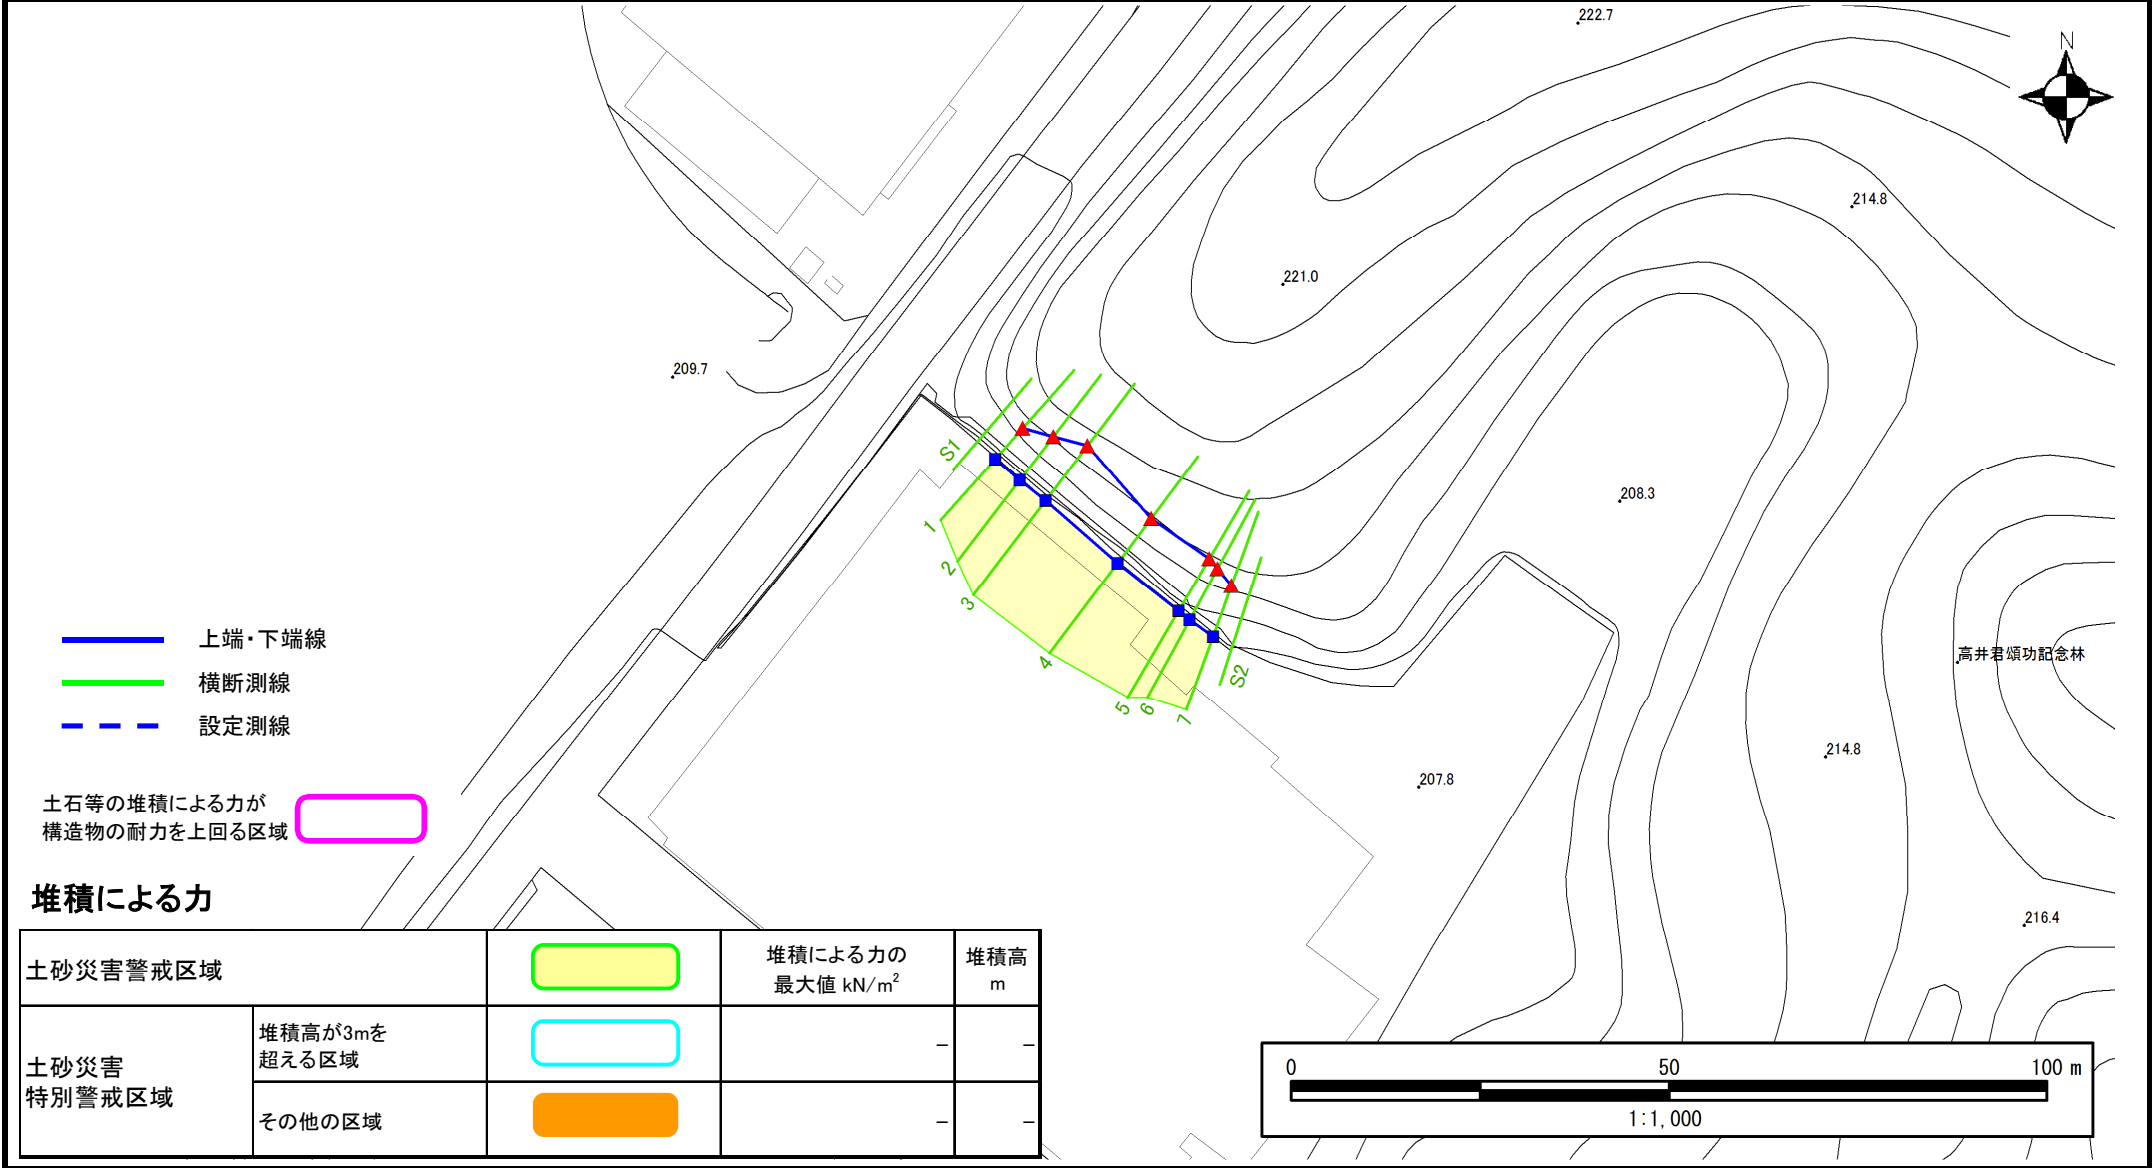 222.7
N
214.8
221.0
209.7
S1
208.3
1
2
3
4
5
6
7
S2
高井君頌功記念林
214.8
207.8
216.4
上端・下端線
横断測線
設定測線
土石等の堆積による力が
構造物の耐力を上回る区域
堆積による力
土砂災害警戒区域
堆積による力の
最大値 kN/m²
堆積高
m
土砂災害
特別警戒区域
堆積高が3mを
超える区域
－ －
その他の区域
－ －
0 50 100 m
1:1,000